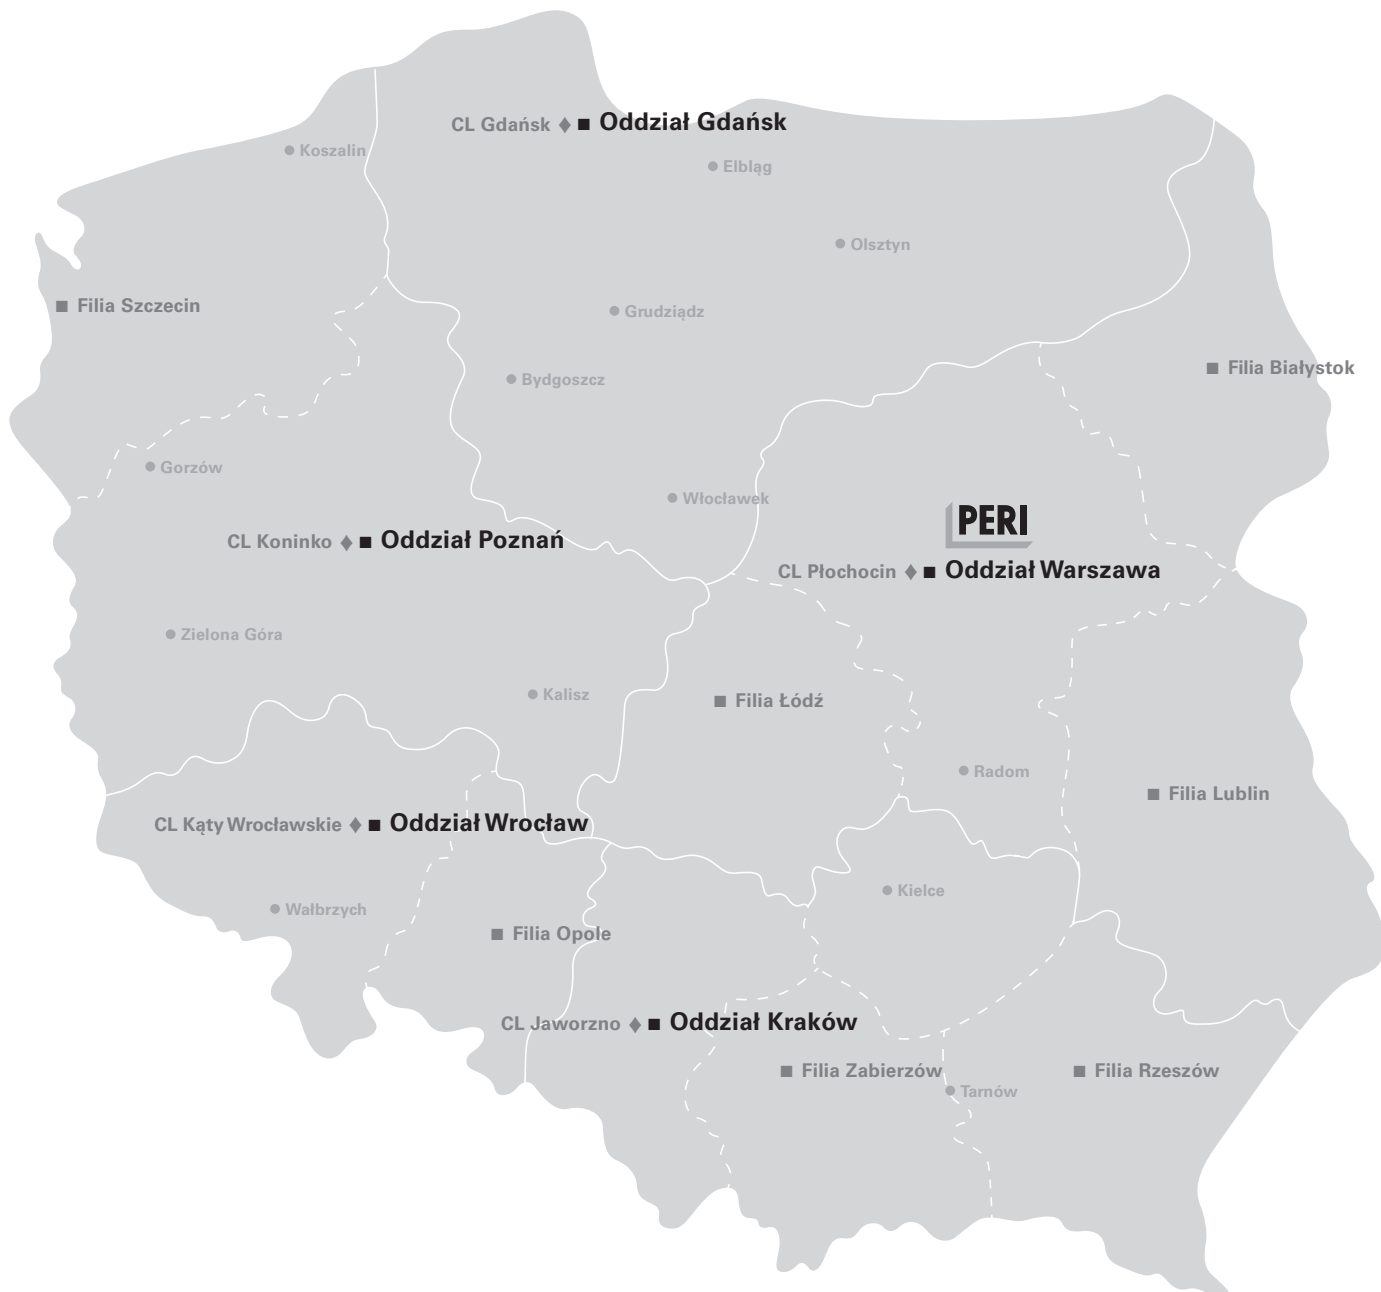 CL Gdańsk ♦ ■ Oddział Gdańsk
Koszalin
Elbląg
Olsztyn
Filia Szczecin
Grudziądz
Filia Białystok
Bydgoszcz
Gorzów
Włocławek
PERI
CL Koninko ♦ ■ Oddział Poznań
CL Płochocin ♦ ■ Oddział Warszawa
Zielona Góra
Kalisz
Filia Łódź
Radom
Filia Lublin
CL Kąty Wrocławskie ♦ ■ Oddział Wrocław
Kielce
Wałbrzych
Filia Opole
CL Jaworzno ♦ ■ Oddział Kraków
Filia Zabierzów
Filia Rzeszów
Tarnów